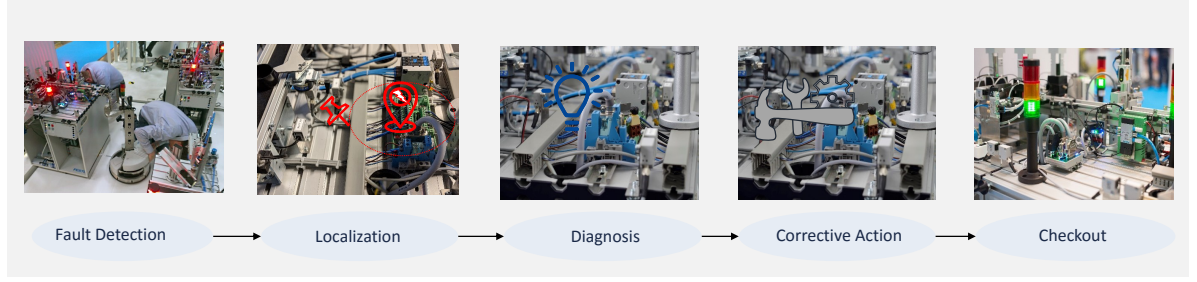 Fault Detection
Localization
Diagnosis
Corrective Action
Checkout